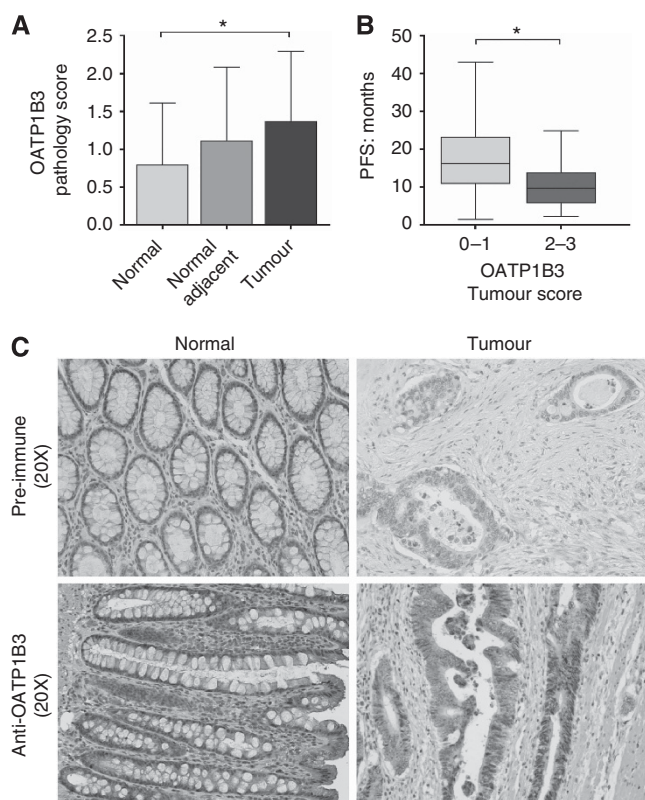 A
OATP1B3
pathology score
2.5
2.0
1.5
1.0
0.5
0.0
*
Normal
Normal
adjacent
Tumour
B
PFS: months
50
40
30
20
10
0
*
0–1
2–3
OATP1B3
Tumour score
C
Normal
Tumour
Pre-immune
(20X)
Anti-OATP1B3
(20X)